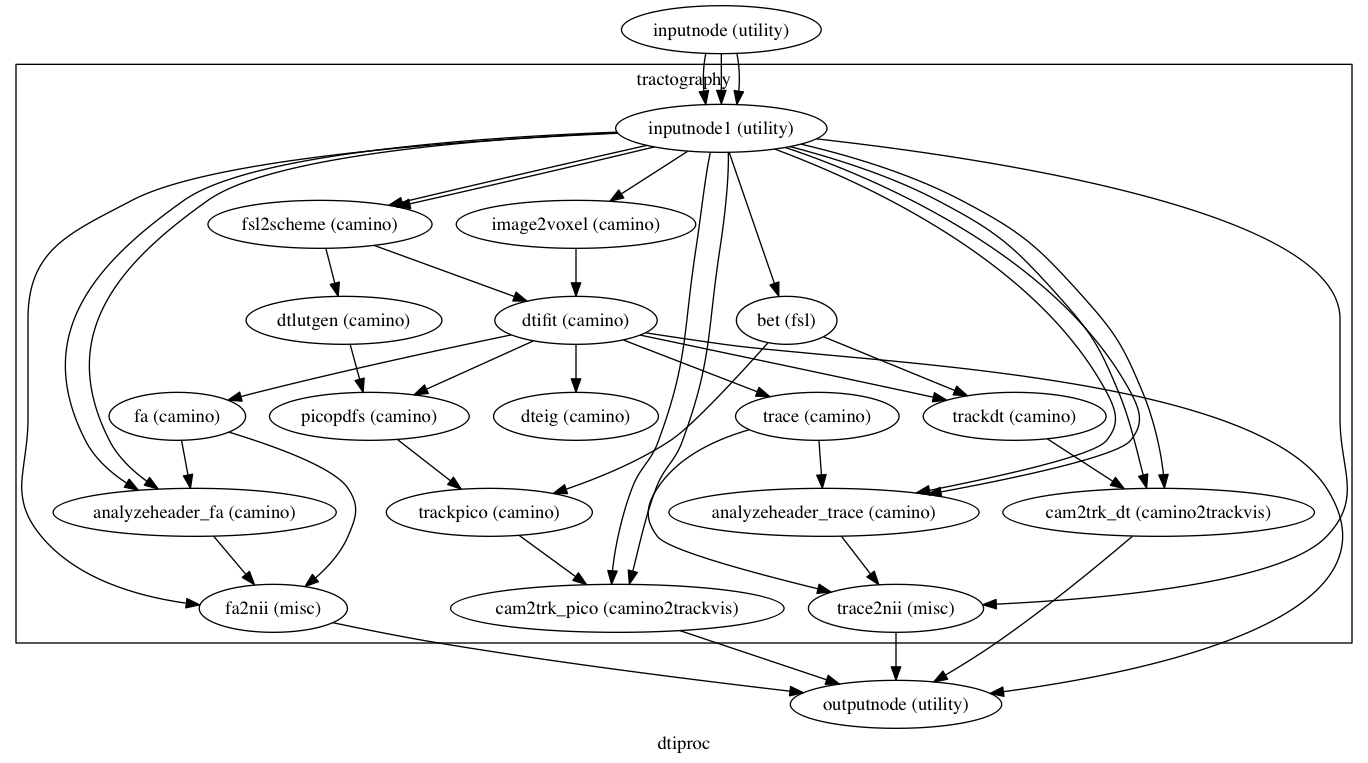 inputnode (utility)
tractography
inputnode1 (utility)
fsl2scheme (camino)
image2voxel (camino)
dtlutgen (camino)
dtifit (camino)
bet (fsl)
fa (camino)
picopdfs (camino)
dteig (camino)
trace (camino)
trackdt (camino)
analyzeheader_fa (camino)
trackpico (camino)
analyzeheader_trace (camino)
cam2trk_dt (camino2trackvis)
fa2nii (misc)
cam2trk_pico (camino2trackvis)
trace2nii (misc)
outputnode (utility)
dtiproc